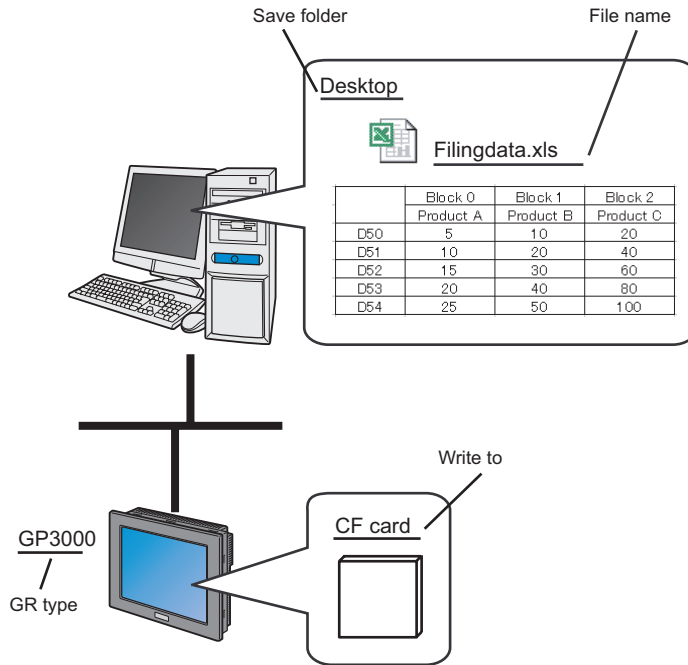 Save folder
File name
Desktop
Filingdata.xls
Block 0 Block 1 Block 2
Product A Product B Product C
D50 5 10 20
D51 10 20 40
D52 15 30 60
D53 20 40 80
D54 25 50 100
Write to
CF card
GP3000
GR type